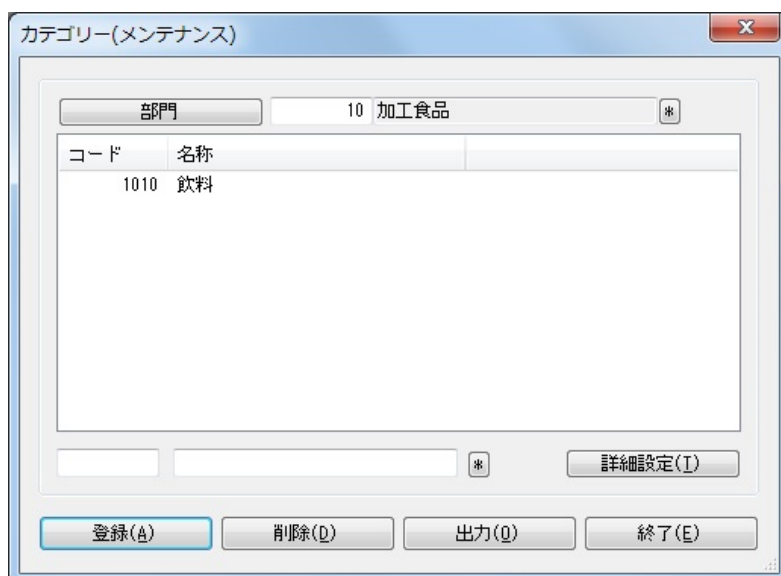 カテゴリー(メンテナンス)
部門 10 加工食品 *
コード 名称
1010 飲料
* 詳細設定(T)
登録(A) 削除(D) 出力(O) 終了(E)